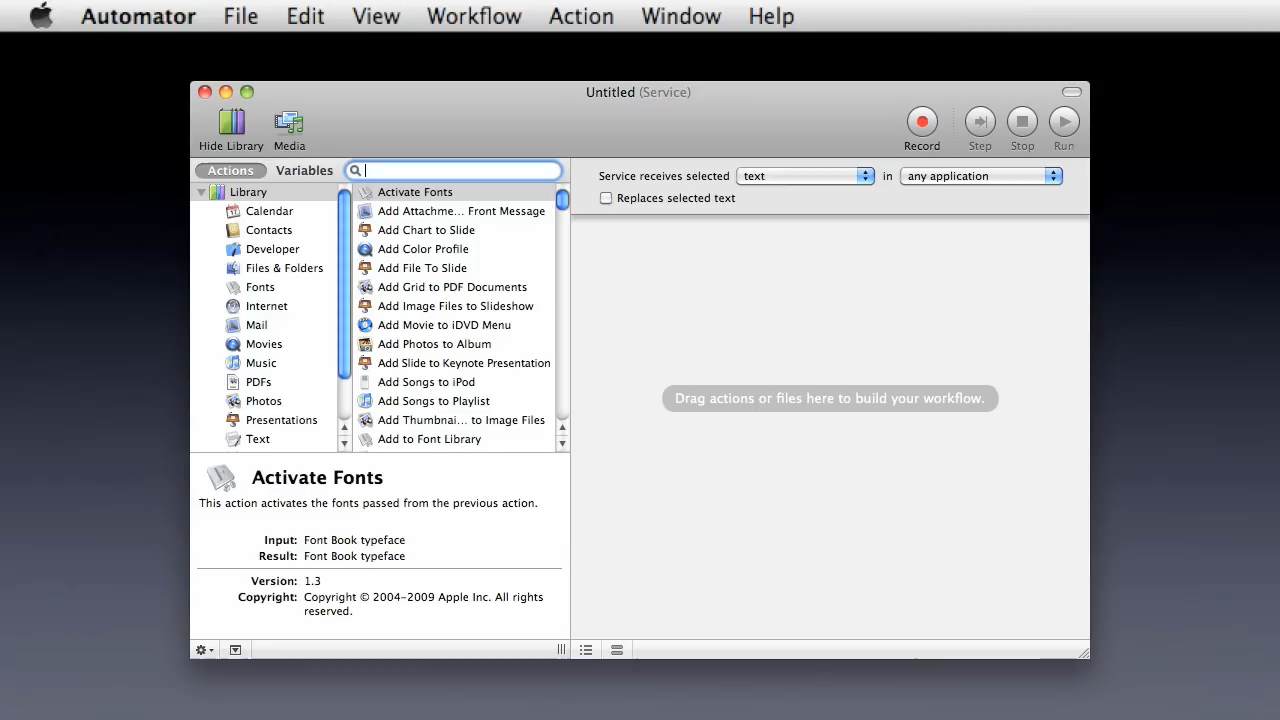 Automator File Edit View Workflow Action Window Help
Untitled (Service)
Hide Library Media Record Step Stop Run
Actions Variables
Service receives selected text in any application
Replaces selected text
Library
Calendar
Contacts
Developer
Files & Folders
Fonts
Internet
Mail
Movies
Music
PDFs
Photos
Presentations
Text
Activate Fonts
Add Attachme... Front Message
Add Chart to Slide
Add Color Profile
Add File To Slide
Add Grid to PDF Documents
Add Image Files to Slideshow
Add Movie to iDVD Menu
Add Photos to Album
Add Slide to Keynote Presentation
Add Songs to iPod
Add Songs to Playlist
Add Thumbnai... to Image Files
Add to Font Library
Drag actions or files here to build your workflow.
Activate Fonts
This action activates the fonts passed from the previous action.
Input: Font Book typeface
Result: Font Book typeface
Version: 1.3
Copyright: Copyright © 2004-2009 Apple Inc. All rights
reserved.